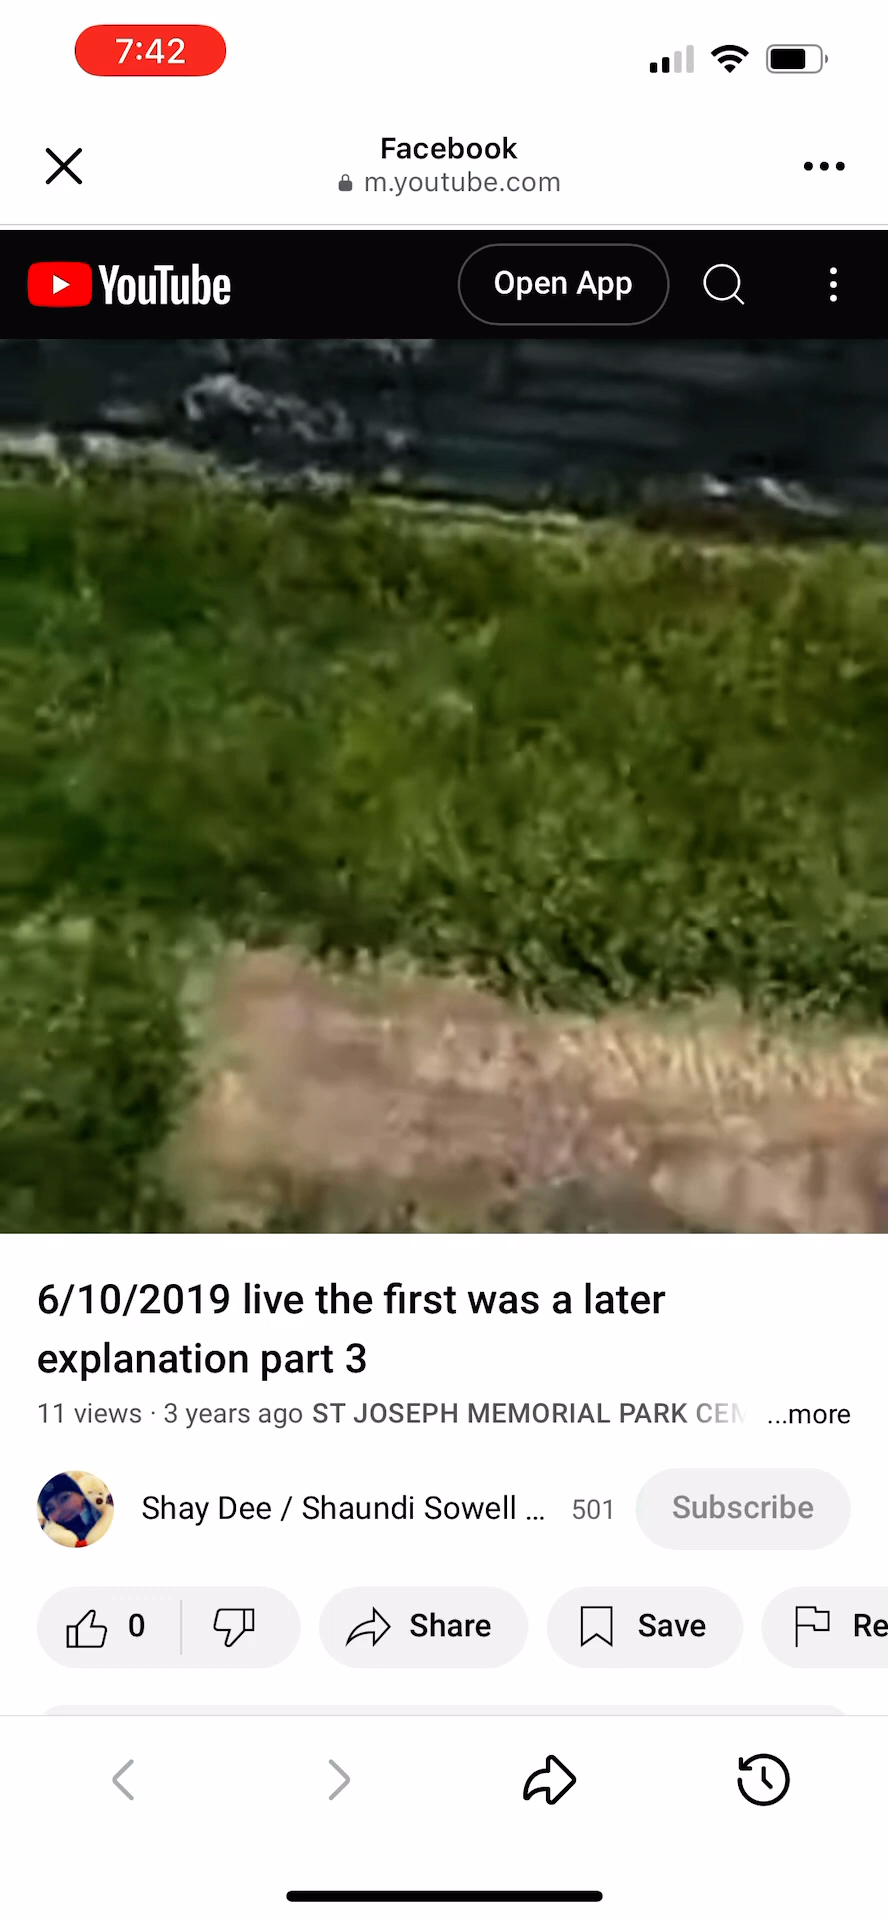 7:42
Facebook
m.youtube.com
YouTube
Open App
6/10/2019 live the first was a later
explanation part 3
11 views · 3 years ago ST JOSEPH MEMORIAL PARK CEM ...more
Shay Dee / Shaundi Sowell ... 501 Subscribe
0 Share Save Re